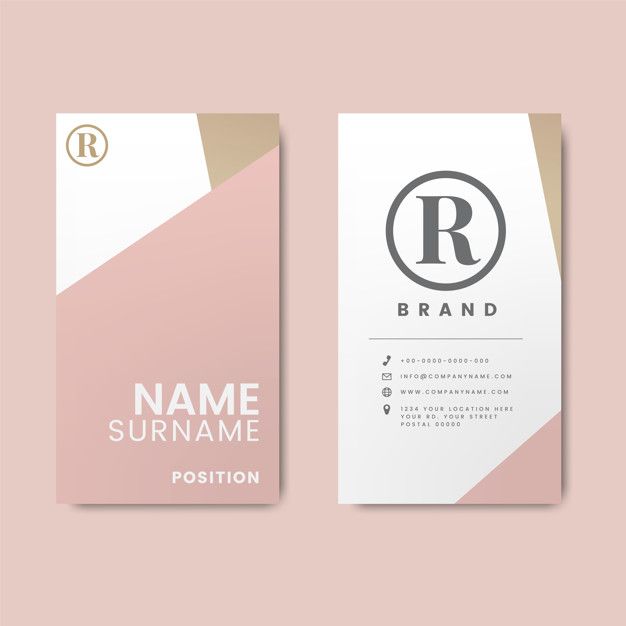 R
NAME
SURNAME
POSITION
R
BRAND
+00-0000-0000-000
INFO@COMPANYNAME.COM
WWW.COMPANYNAME.COM
1234 YOUR LOCATION HERE
YOUR RD. YOUR STREET
POSTAL 00000